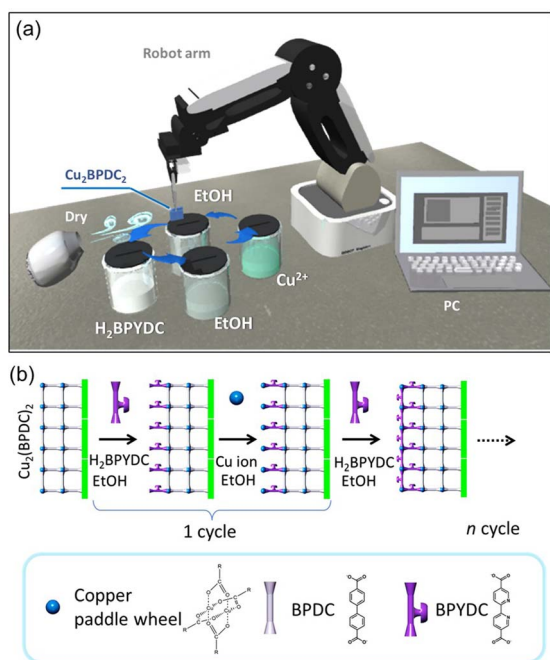 (a)
Robot arm
Cu₂BPDC₂
EtOH
Dry
Cu²⁺
H₂BPYDC
EtOH
PC
(b)
Cu₂(BPDC)₂
H₂BPYDC
EtOH
Cu ion
EtOH
H₂BPYDC
EtOH
1 cycle
n cycle
Copper
paddle wheel
BPDC
BPYDC